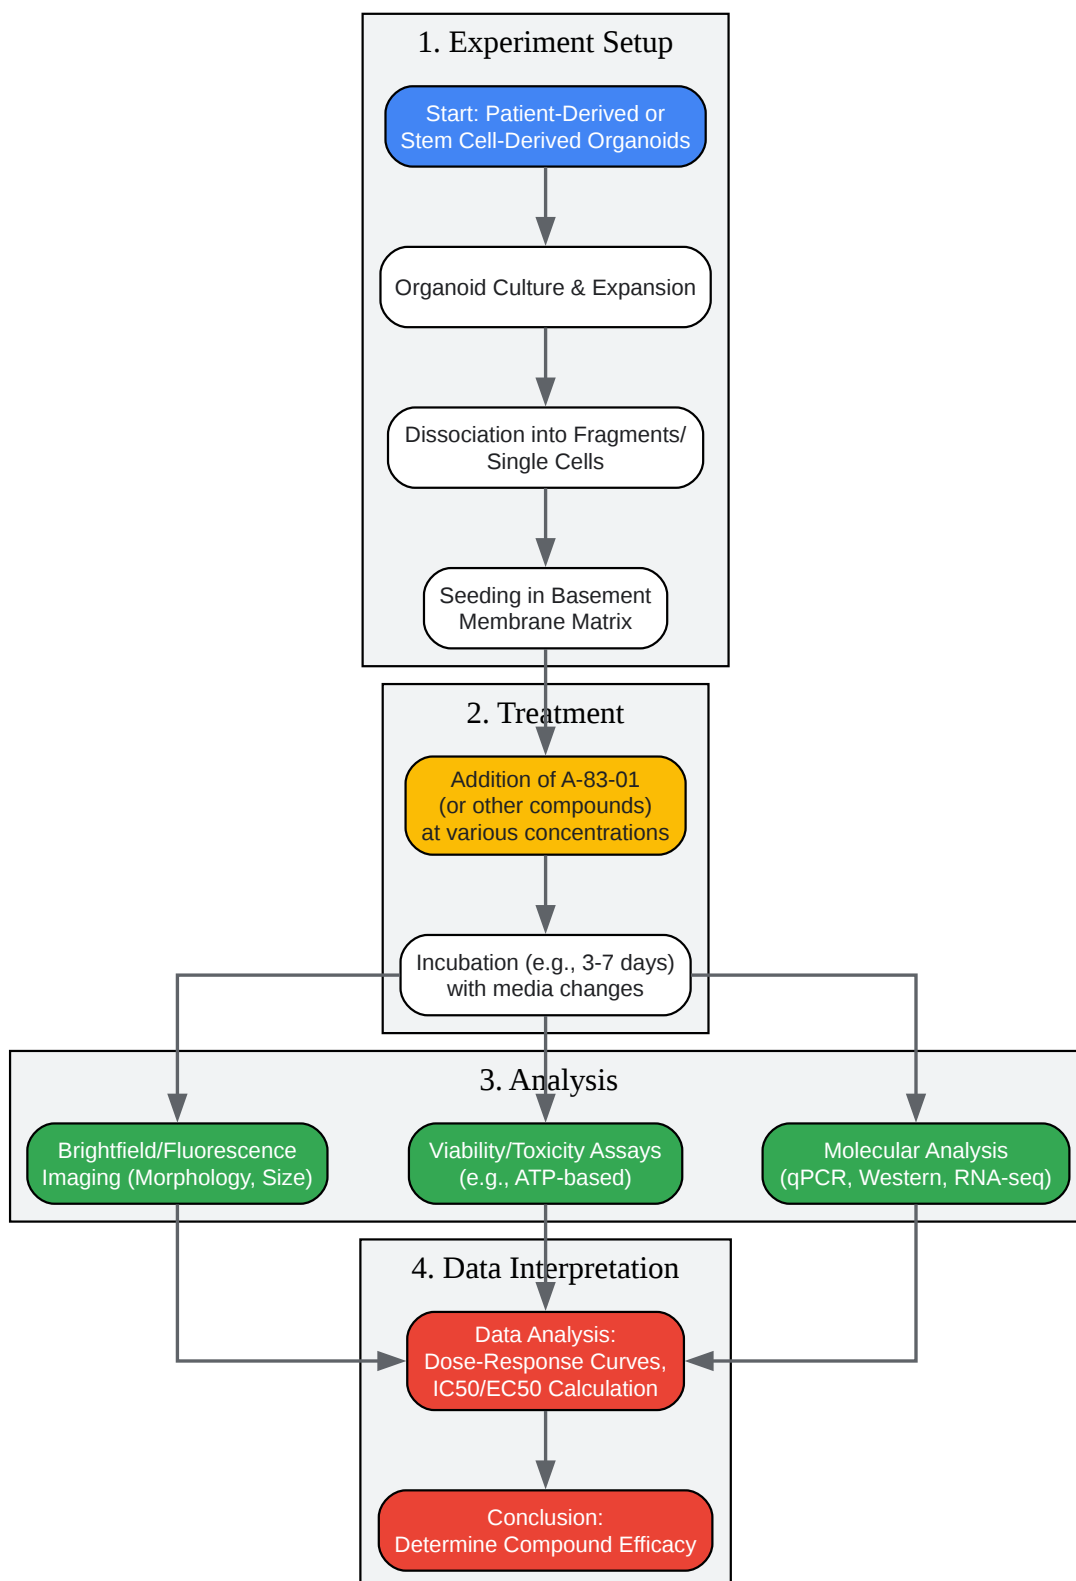 1. Experiment Setup
Start: Patient-Derived or
Stem Cell-Derived Organoids
Organoid Culture & Expansion
Dissociation into Fragments/
Single Cells
Seeding in Basement
Membrane Matrix
2. Treatment
Addition of A-83-01
(or other compounds)
at various concentrations
Incubation (e.g., 3-7 days)
with media changes
3. Analysis
Brightfield/Fluorescence
Imaging (Morphology, Size)
Viability/Toxicity Assays
(e.g., ATP-based)
Molecular Analysis
(qPCR, Western, RNA-seq)
4. Data Interpretation
Data Analysis:
Dose-Response Curves,
IC50/EC50 Calculation
Conclusion:
Determine Compound Efficacy